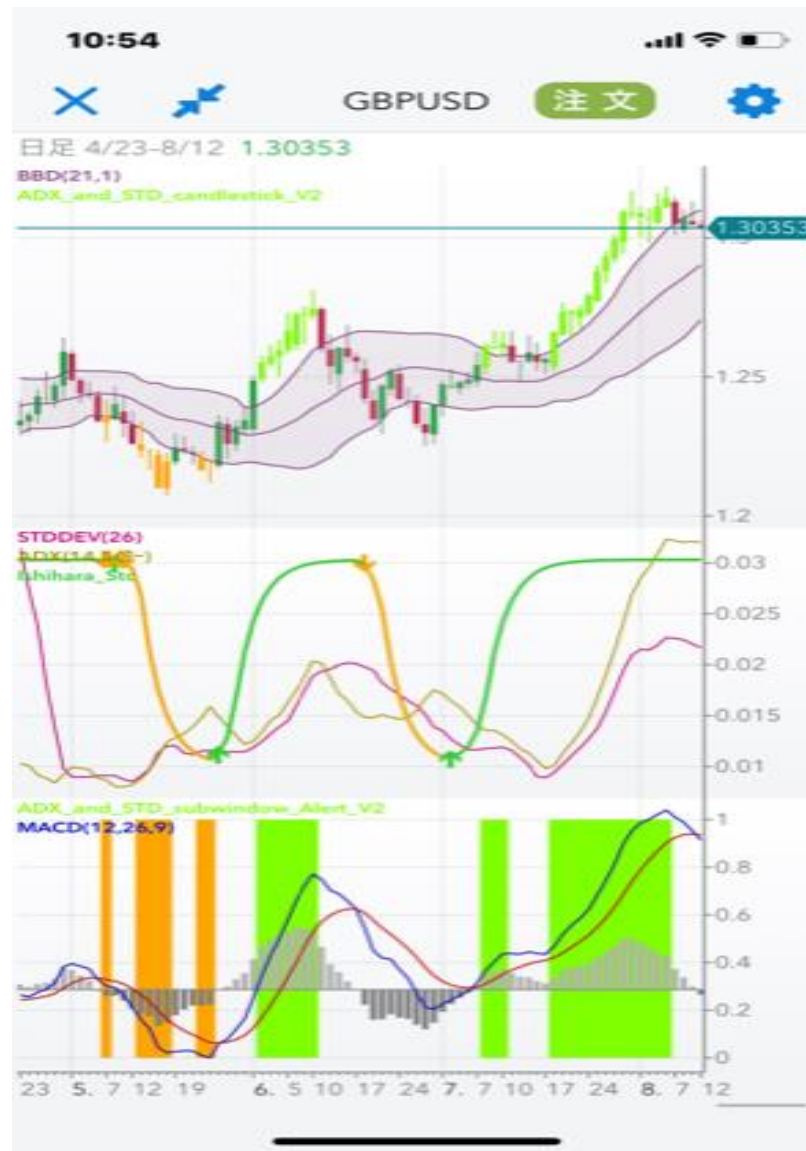 10:54
GBPUSD 注文
日足 4/23-8/12 1.30353
BBD(21,1)
ADX_and_STD_candlestick_V2
1.30353
1.25
1.2
STDDEV(26)
Ishihara_Std
0.03
0.025
0.02
0.015
0.01
ADX_and_STD_subwindow_Alert_V2
MACD(12,26,9)
1
0.8
0.6
0.4
0.2
0
23 5. 7 12 19 6. 5 10 17 24 7. 7 10 17 24 8. 7 12